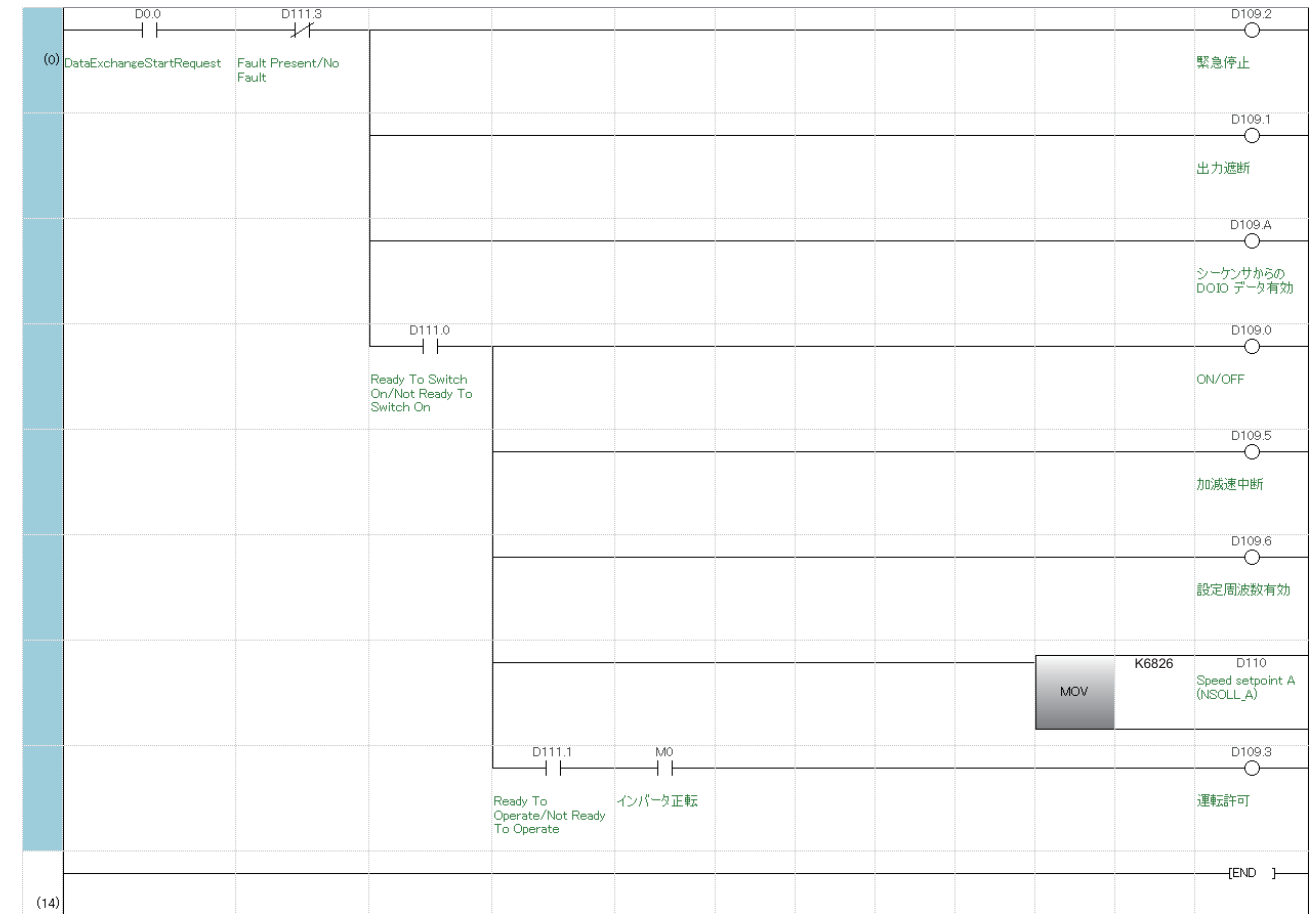 D0.0 D111.3 D109.2
(0) DataExchangeStartRequest Fault Present/No Fault 緊急停止
D109.1
出力遮断
D109.A
シーケンサからの
DOIO データ有効
D111.0 D109.0
Ready To Switch On/Not Ready To Switch On ON/OFF
D109.5
加減速中断
D109.6
設定周波数有効
MOV K6826 D110
Speed setpoint A
(NSOLL_A)
D111.1 M0 D109.3
Ready To Operate/Not Ready To Operate インバータ正転 運転許可
[END ]
(14)